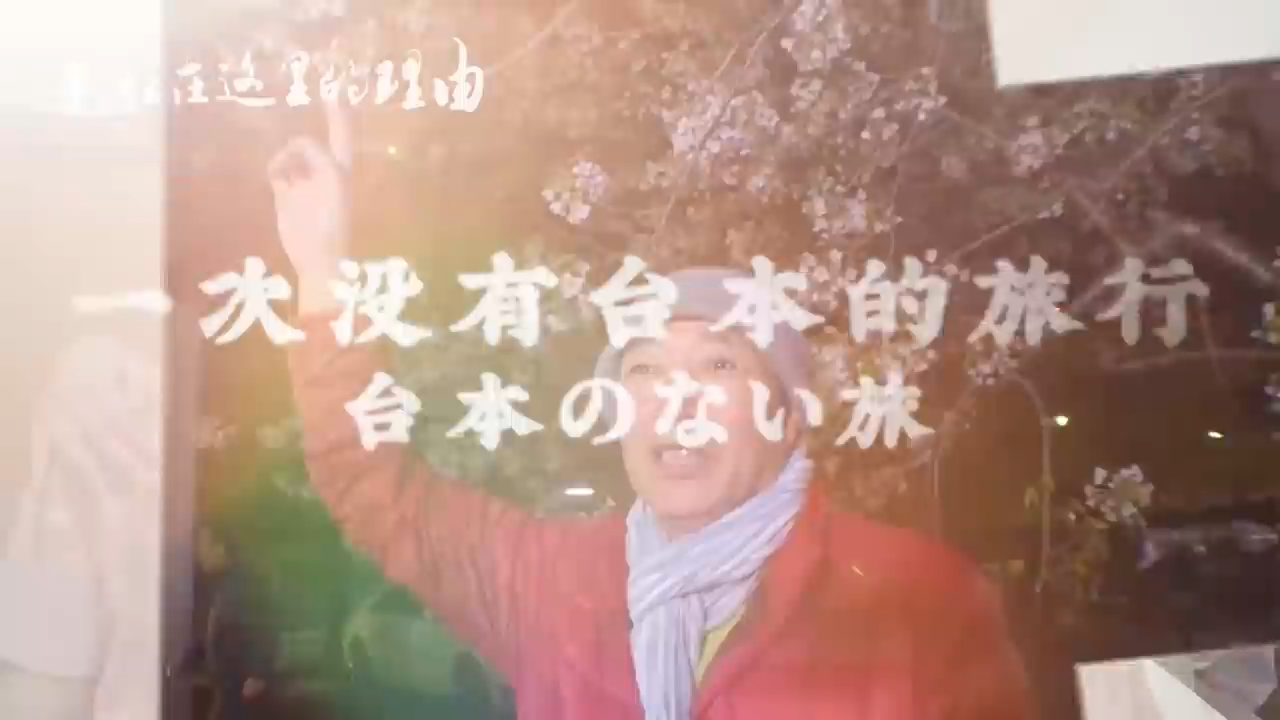 住在这里的理由
一次没有台本的旅行
台本のない旅